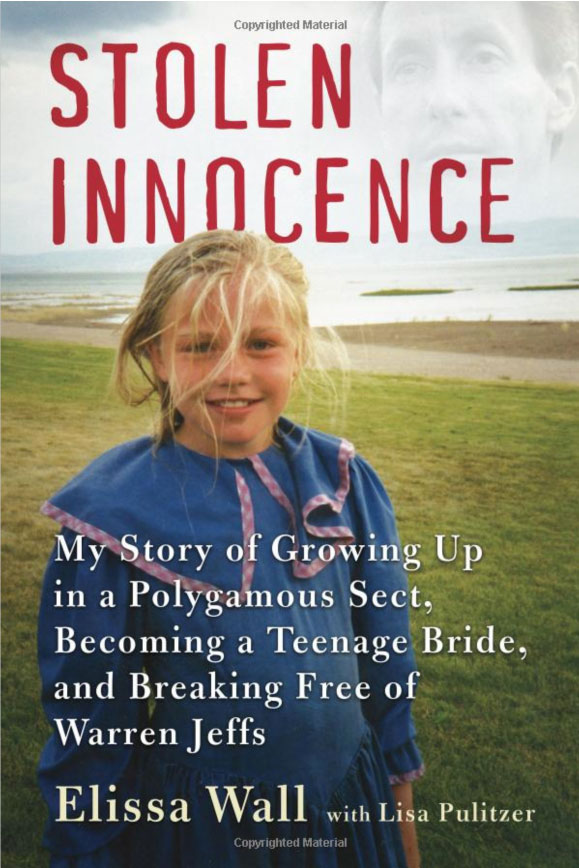 Copyrighted Material
STOLEN
INNOCENCE
My Story of Growing Up
in a Polygamous Sect,
Becoming a Teenage Bride,
and Breaking Free of
Warren Jeffs
Elissa Wall with Lisa Pulitzer
Copyrighted Material